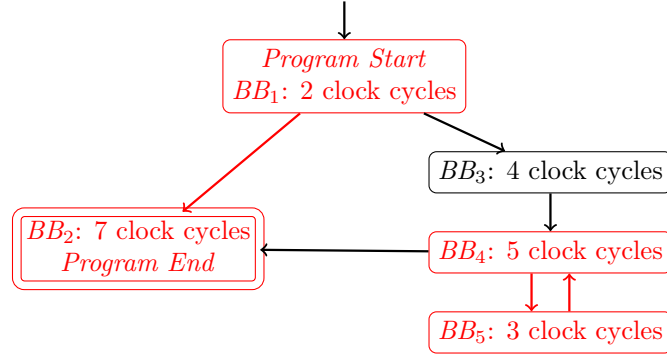 Program Start
BB₁: 2 clock cycles
BB₃: 4 clock cycles
BB₂: 7 clock cycles
Program End
BB₄: 5 clock cycles
BB₅: 3 clock cycles